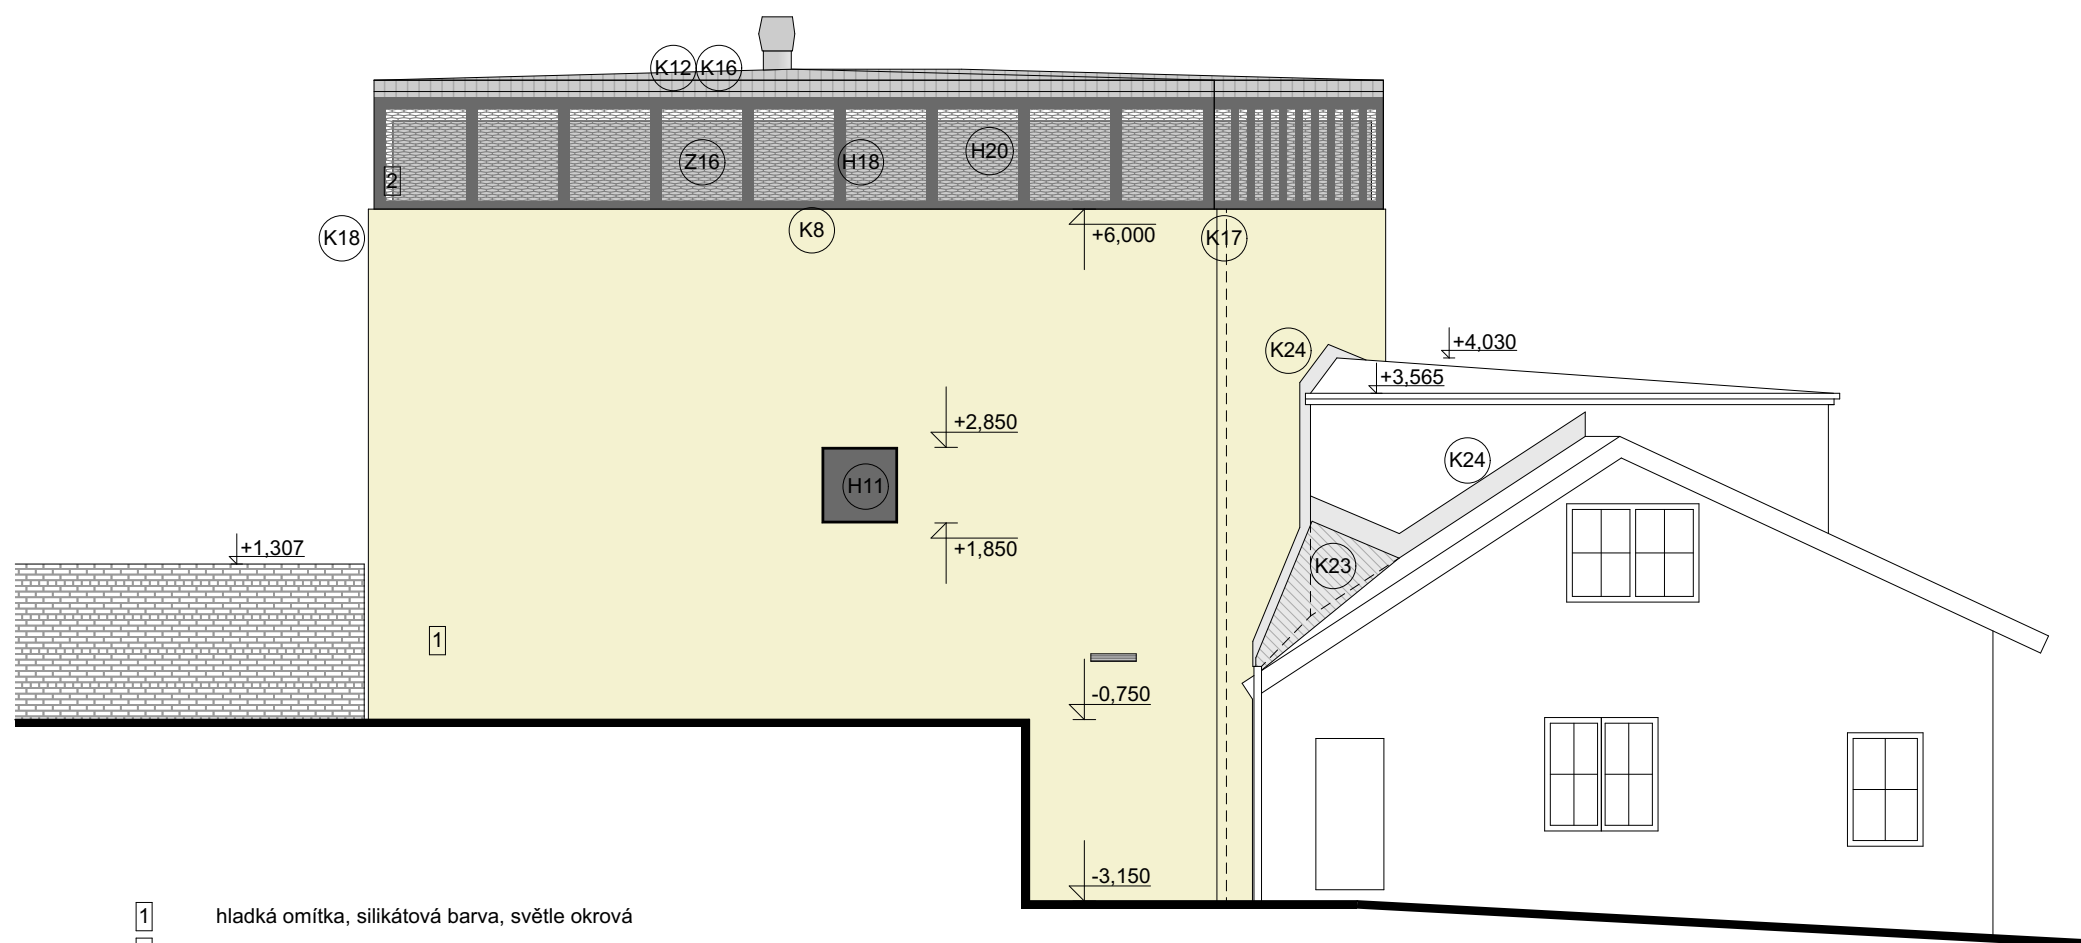 K12 K16
Z16 H18 H20
2
K18 K8 +6,000 K17
K24 +4,030
+3,565
+2,850
K24
H11
+1,850
+1,307
K23
1
-0,750
-3,150
1 hladká omítka, silikátová barva, světle okrová